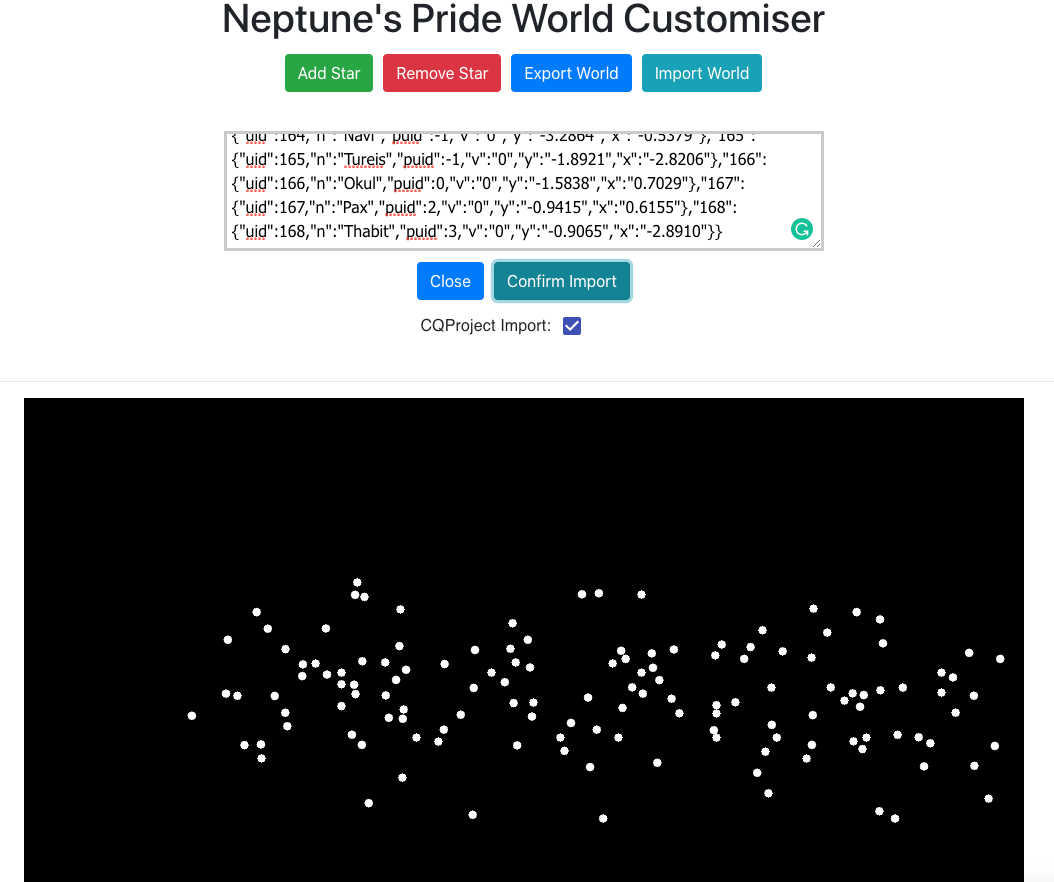 Neptune's Pride World Customiser
Add Star Remove Star Export World Import World
{"uid":164,"n":"Navi","puid":-1,"v":"0","y":"-3.2864","x":"-0.5379"},"165":
{"uid":165,"n":"Tureis","puid":-1,"v":"0","y":"-1.8921","x":"-2.8206"},"166":
{"uid":166,"n":"Okul","puid":0,"v":"0","y":"-1.5838","x":"0.7029"},"167":
{"uid":167,"n":"Pax","puid":2,"v":"0","y":"-0.9415","x":"0.6155"},"168":
{"uid":168,"n":"Thabit","puid":3,"v":"0","y":"-0.9065","x":"-2.8910"}}
Close Confirm Import
CQProject Import: